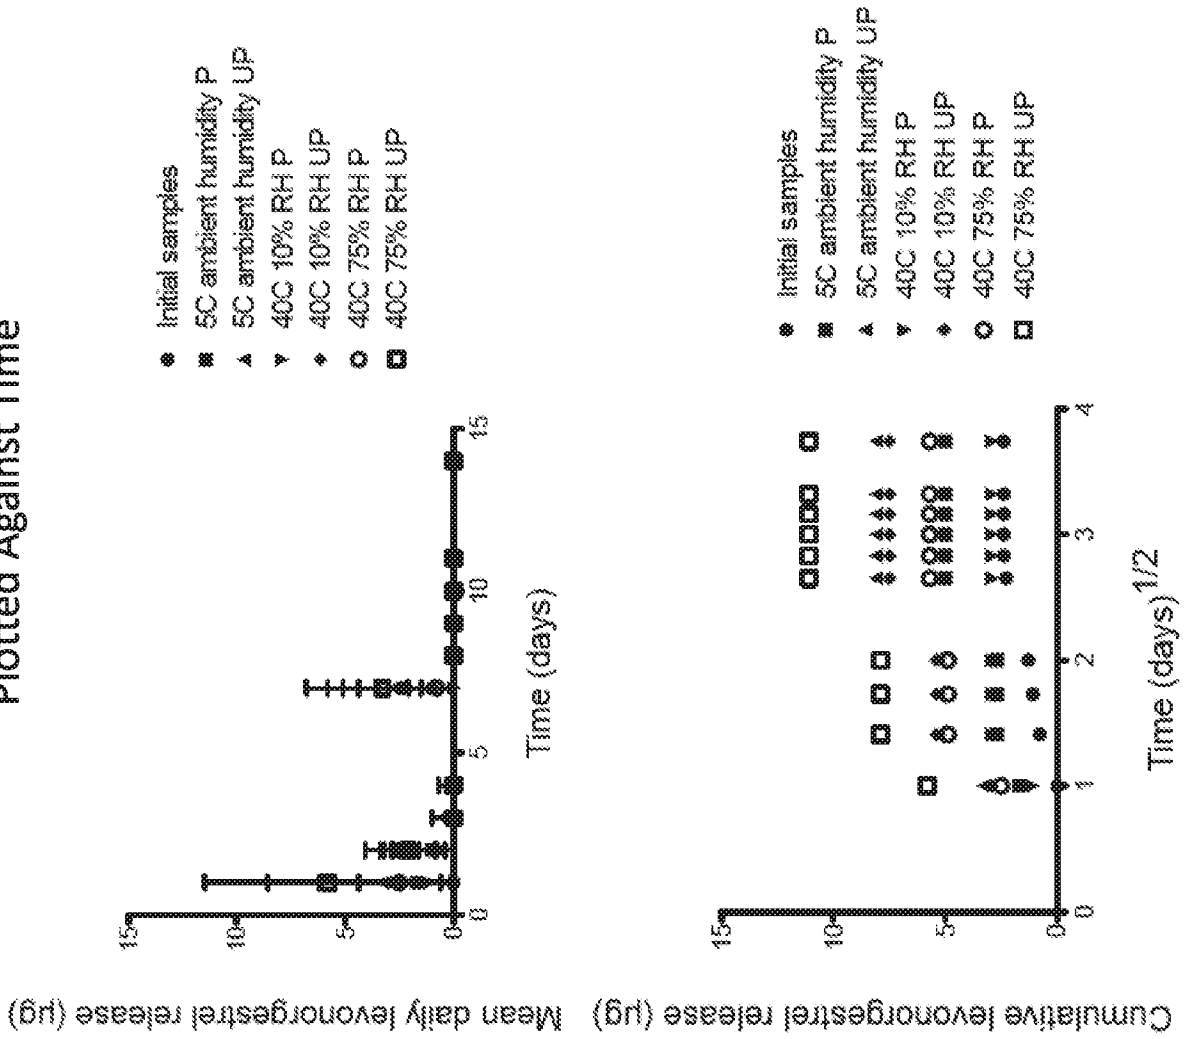 Plotted Against Time
Mean daily levonorgestrel release (µg)
15
10
5
0
0
5
10
15
Time (days)
Initial samples
5C ambient humidity P
5C ambient humidity UP
40C 10% RH P
40C 10% RH UP
40C 75% RH P
40C 75% RH UP
Cumulative levonorgestrel release (µg)
15
10
5
0
0
1
2
3
4
Time (days)1/2
Initial samples
5C ambient humidity P
5C ambient humidity UP
40C 10% RH P
40C 10% RH UP
40C 75% RH P
40C 75% RH UP